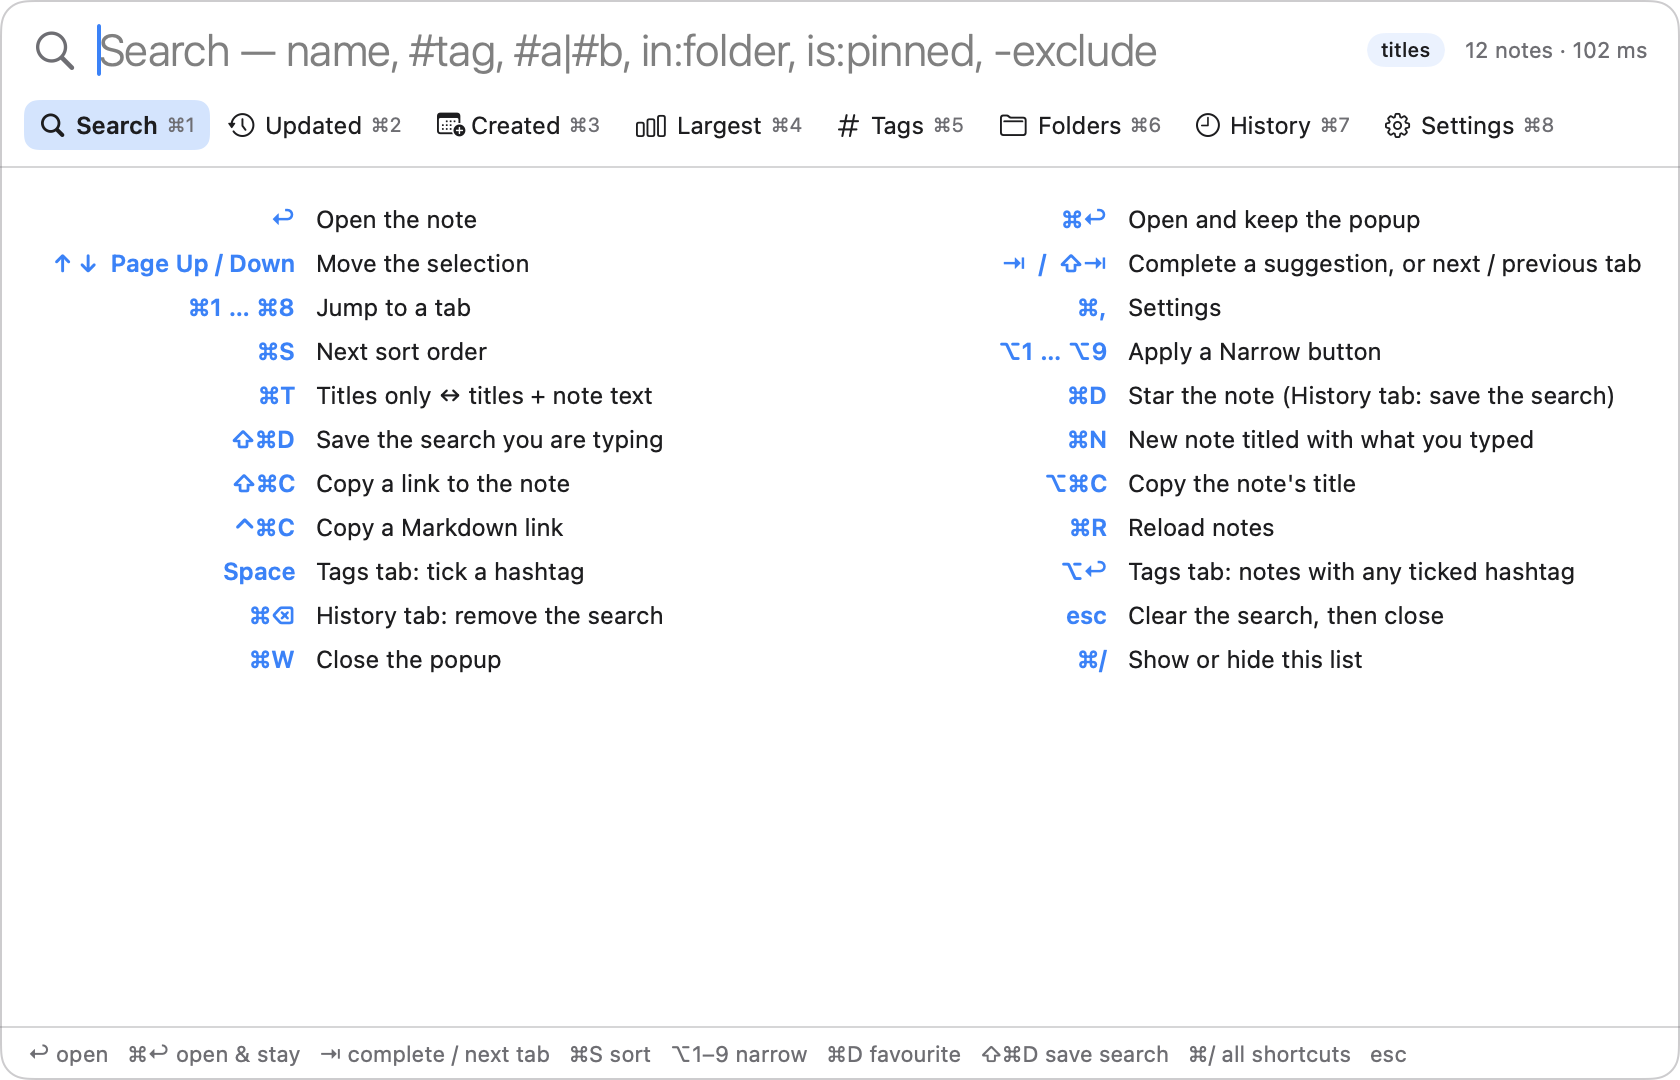 Search — name, #tag, #a|#b, in:folder, is:pinned, -exclude titles 12 notes · 102 ms
Search ⌘1 Updated ⌘2 Created ⌘3 Largest ⌘4 # Tags ⌘5 Folders ⌘6 History ⌘7 Settings ⌘8
↩ Open the note
⌘↩ Open and keep the popup
↑ ↓ Page Up / Down Move the selection
⇥ / ⇧⇥ Complete a suggestion, or next / previous tab
⌘1 ... ⌘8 Jump to a tab
⌘, Settings
⌘S Next sort order
⌥1 ... ⌥9 Apply a Narrow button
⌘T Titles only ↔ titles + note text
⌘D Star the note (History tab: save the search)
⇧⌘D Save the search you are typing
⌘N New note titled with what you typed
⇧⌘C Copy a link to the note
⌥⌘C Copy the note's title
^⌘C Copy a Markdown link
⌘R Reload notes
Space Tags tab: tick a hashtag
⌥↩ Tags tab: notes with any ticked hashtag
⌘⌫ History tab: remove the search
esc Clear the search, then close
⌘W Close the popup
⌘/ Show or hide this list
↩ open ⌘↩ open & stay ⇥ complete / next tab ⌘S sort ⌥1–9 narrow ⌘D favourite ⇧⌘D save search ⌘/ all shortcuts esc